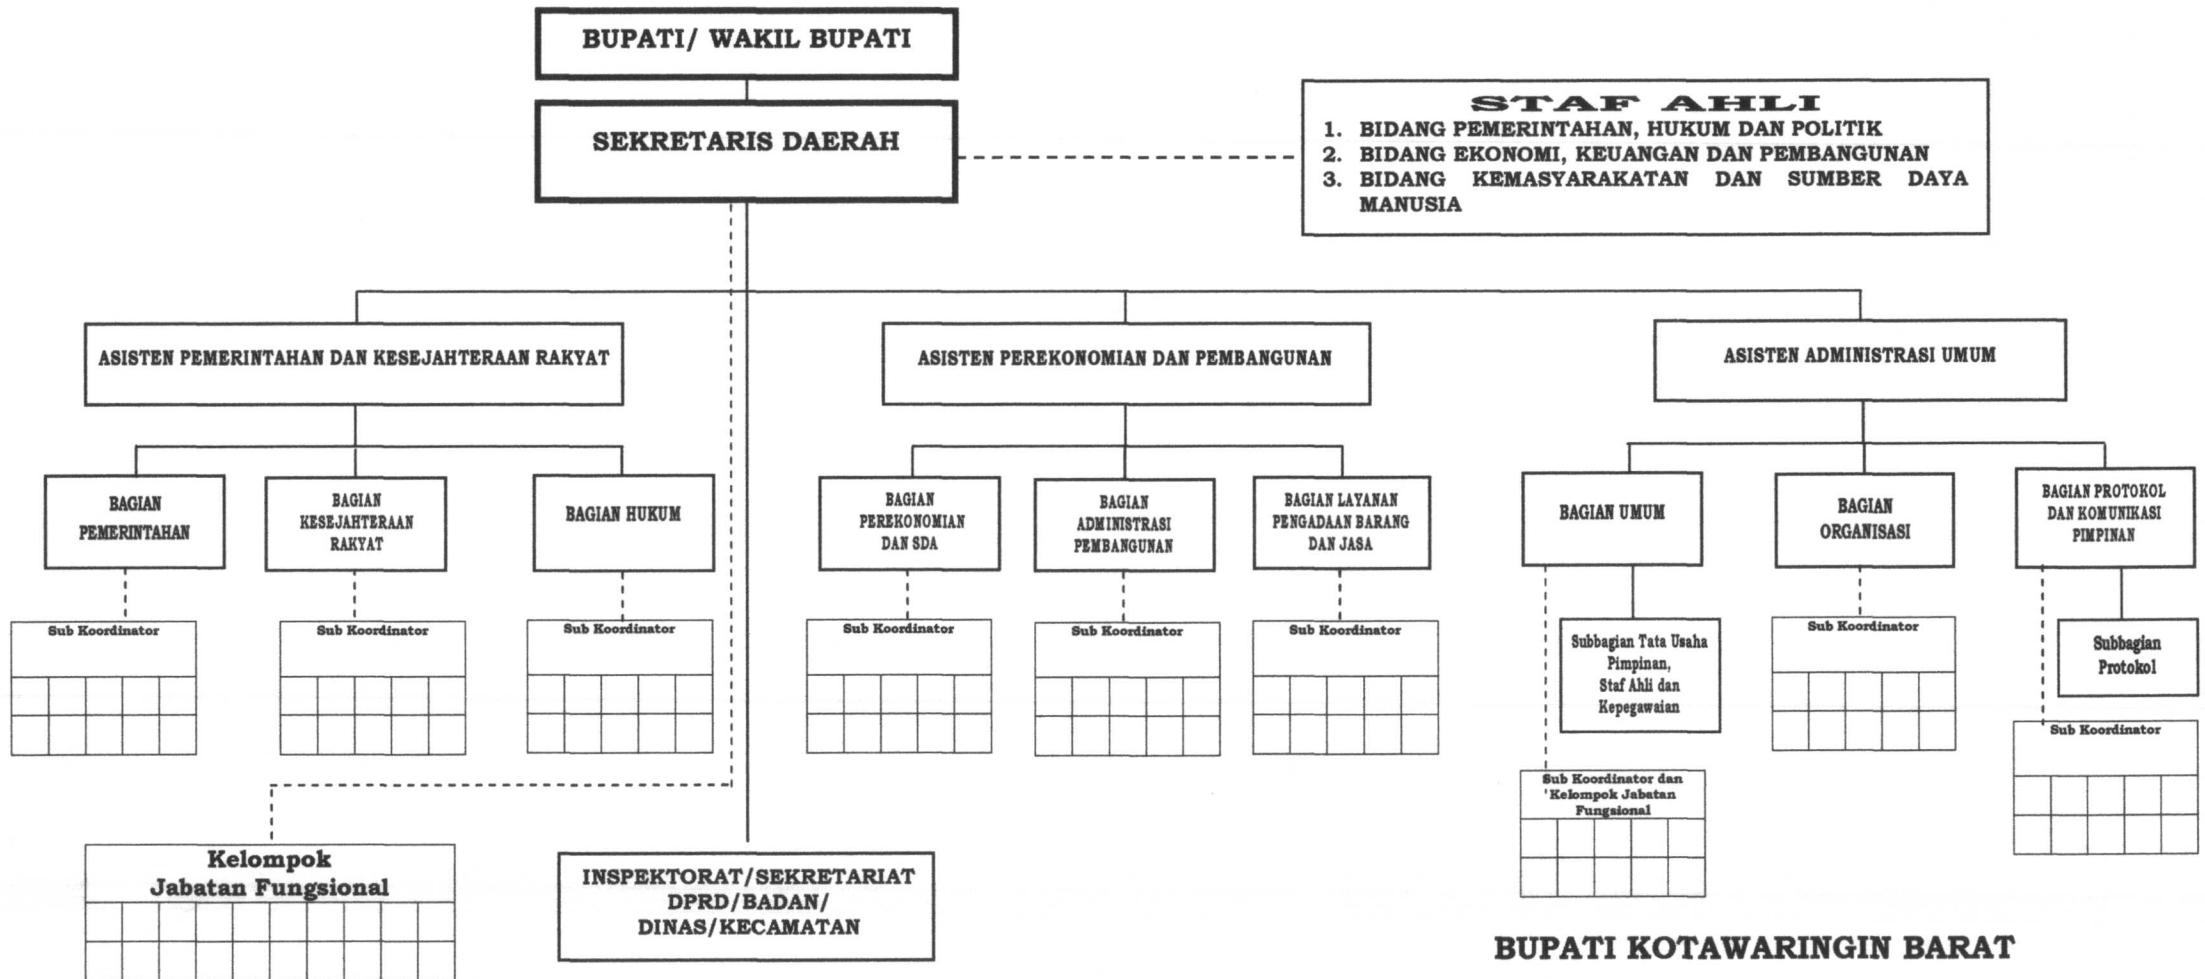 BUPATI/ WAKIL BUPATI
SEKRETARIS DAERAH
STAF AHLI
1. BIDANG PEMERINTAHAN, HUKUM DAN POLITIK
2. BIDANG EKONOMI, KEUANGAN DAN PEMBANGUNAN
3. BIDANG KEMASYARAKATAN DAN SUMBER DAYA
MANUSIA
ASISTEN PEMERINTAHAN DAN KESEJAHTERAAN RAKYAT
ASISTEN PEREKONOMIAN DAN PEMBANGUNAN
ASISTEN ADMINISTRASI UMUM
BAGIAN
PEMERINTAHAN
BAGIAN
KESEJAHTERAAN
RAKYAT
BAGIAN HUKUM
BAGIAN
PEREKONOMIAN
DAN SDA
BAGIAN
ADMINISTRASI
PEMBANGUNAN
BAGIAN LAYANAN
PENGADAAN BARANG
DAN JASA
BAGIAN UMUM
BAGIAN
ORGANISASI
BAGIAN PROTOKOL
DAN KOMUNIKASI
PIMPINAN
Sub Koordinator
Sub Koordinator
Sub Koordinator
Sub Koordinator
Sub Koordinator
Sub Koordinator
Subbagian Tata Usaha
Pimpinan,
Staf Ahli dan
Kepegawaian
Sub Koordinator
Subbagian
Protokol
Sub Koordinator
Sub Koordinator dan
Kelompok Jabatan
Fungsional
Kelompok
Jabatan Fungsional
INSPEKTORAT/SEKRETARIAT
DPRD/BADAN/
DINAS/KECAMATAN
BUPATI KOTAWARINGIN BARAT